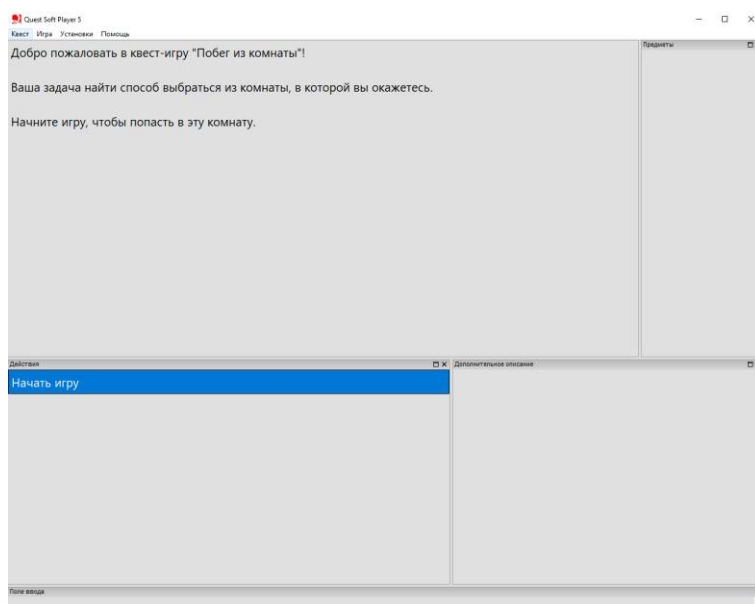 Quest Soft Player 5
Квест Игра Установки Помощь
Добро пожаловать в квест-игру "Побег из комнаты"!
Ваша задача найти способ выбраться из комнаты, в которой вы окажетесь.
Начните игру, чтобы попасть в эту комнату.
Предметы
Действия
Начать игру
Дополнительное описание
Поле ввода